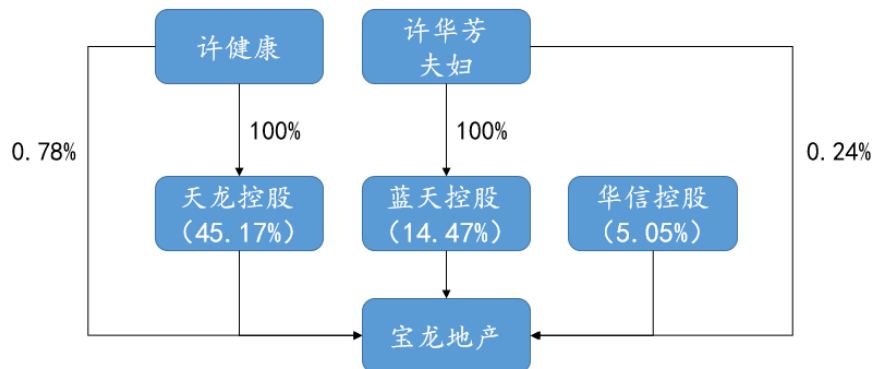 许健康
许华芳
夫妇
100%
100%
0.78%
0.24%
天龙控股
(45.17%)
蓝天控股
(14.47%)
华信控股
(5.05%)
宝龙地产